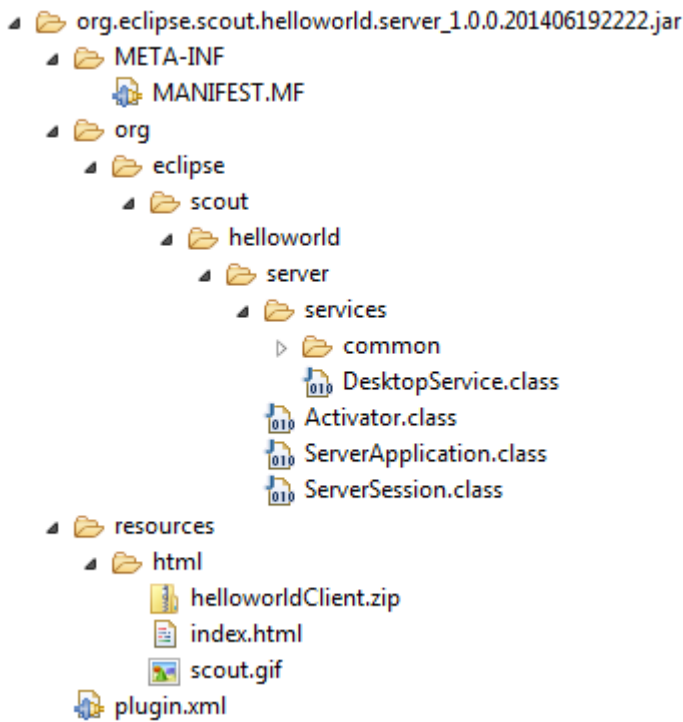 org.eclipse.scout.helloworld.server_1.0.0.201406192222.jar
META-INF
MANIFEST.MF
org
eclipse
scout
helloworld
server
services
common
DesktopService.class
Activator.class
ServerApplication.class
ServerSession.class
resources
html
helloworldClient.zip
index.html
scout.gif
plugin.xml